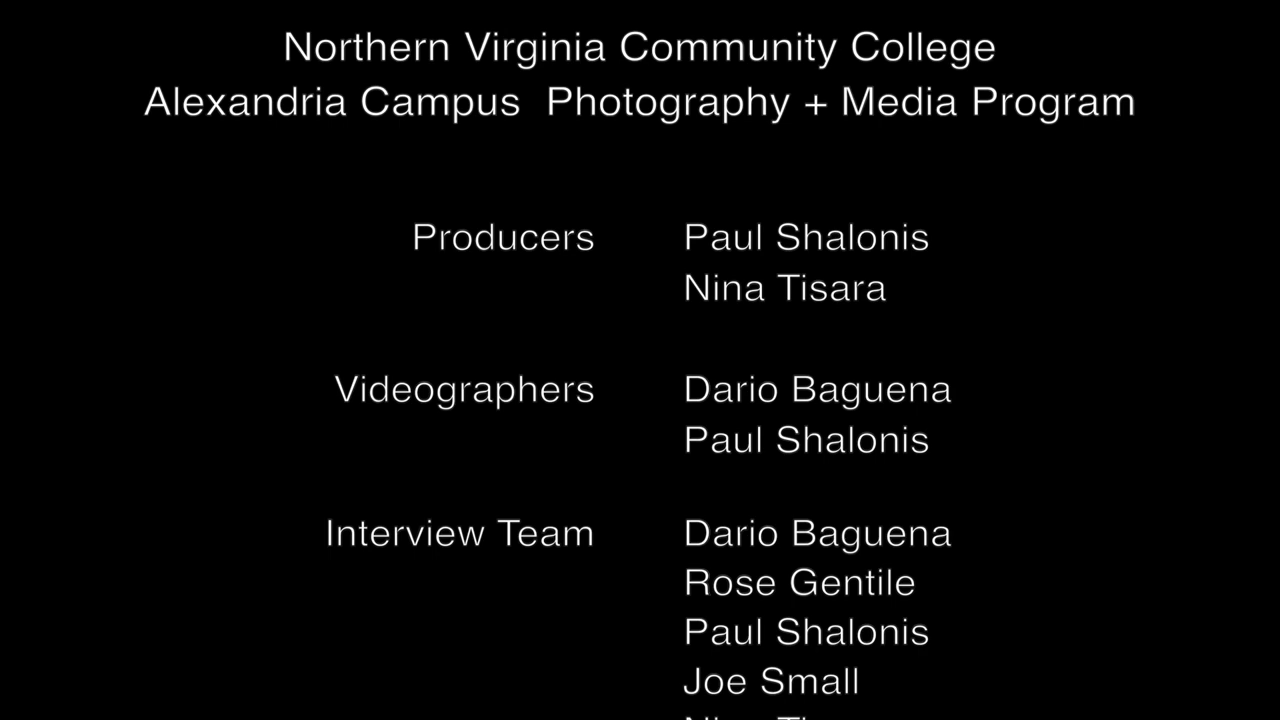 Northern Virginia Community College
Alexandria Campus  Photography + Media Program
Producers Paul Shalonis
Nina Tisara
Videographers Dario Baguena
Paul Shalonis
Interview Team Dario Baguena
Rose Gentile
Paul Shalonis
Joe Small